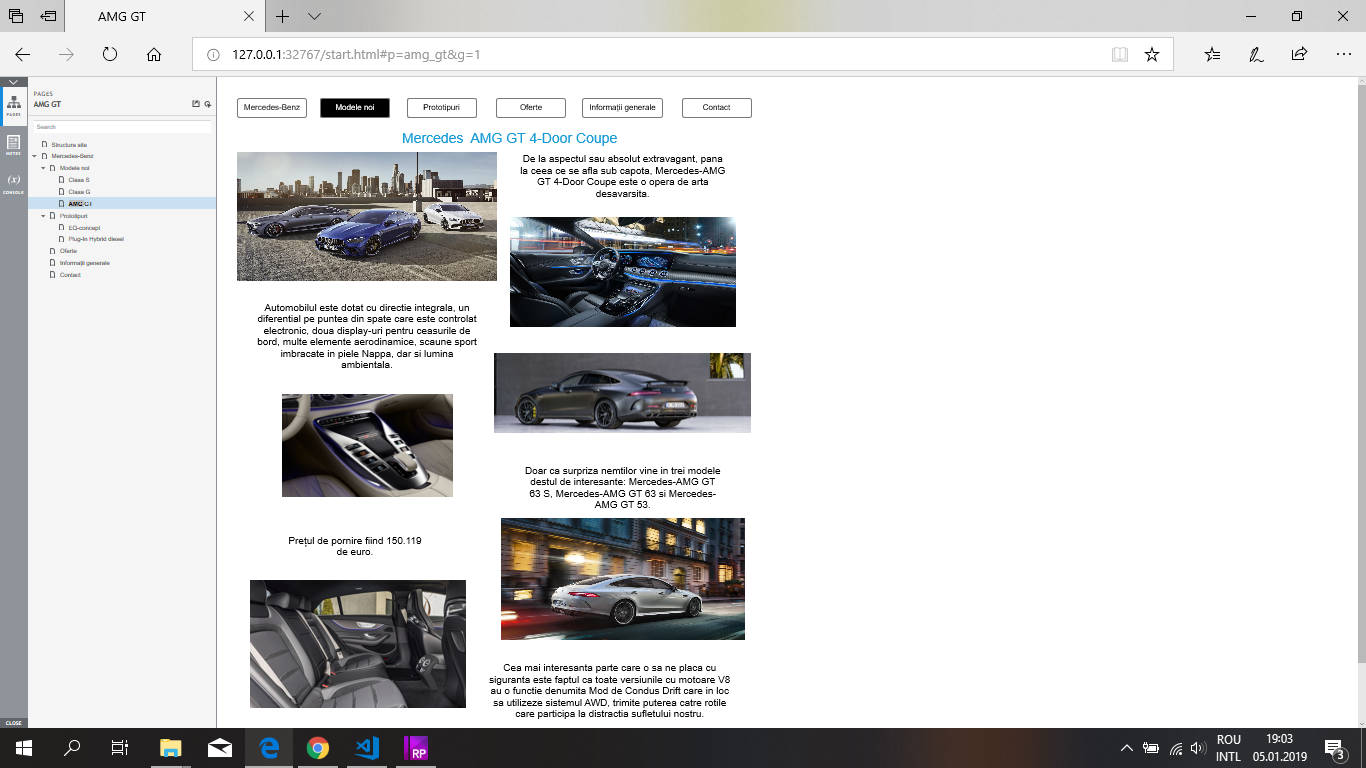 AMG GT
127.0.0.1:32767/start.html#p=amg_gt&g=1
PAGES
AMG GT
Search
Structura site
Mercedes-Benz
Modele noi
Clasa S
Clasa G
AMG GT
Prototipuri
EQ-concept
Plug-In Hybrid diesel
Oferte
Informații generale
Contact
PAGES
NOTES
(x)
CONSOLE
CLOSE
Mercedes-Benz
Modele noi
Prototipuri
Oferte
Informații generale
Contact
Mercedes AMG GT 4-Door Coupe
De la aspectul sau absolut extravagant, pana
la ceea ce se afla sub capota, Mercedes-AMG
GT 4-Door Coupe este o opera de arta
desavarsita.
Automobilul este dotat cu directie integrala, un
diferential pe puntea din spate care este controlat
electronic, doua display-uri pentru ceasurile de
bord, multe elemente aerodinamice, scaune sport
imbracate in piele Nappa, dar si lumina
ambientala.
Doar ca surpriza nemtilor vine in trei modele
destul de interesante: Mercedes-AMG GT
63 S, Mercedes-AMG GT 63 si Mercedes-
AMG GT 53.
Prețul de pornire fiind 150.119
de euro.
Cea mai interesanta parte care o sa ne placa cu
siguranta este faptul ca toate versiunile cu motoare V8
au o functie denumita Mod de Condus Drift care in loc
sa utilizeze sistemul AWD, trimite puterea catre rotile
care participa la distractia sufletului nostru.
RP
ROU
INTL
19:03
05.01.2019
3